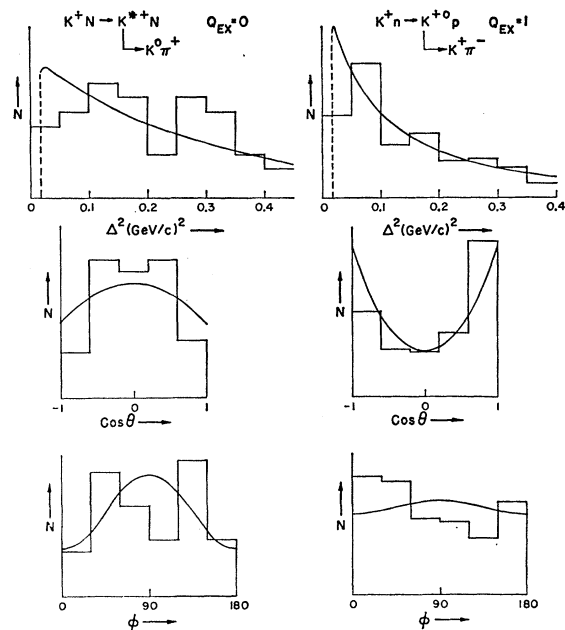 K⁺N → K*⁺N Q_EX=0
K⁰π⁺
K⁺n → K⁺⁰p Q_EX=1
K⁺π⁻
N
0 0,1 0,2 0,3 0,4
Δ²(GeV/c)² →
N
0 0,1 0,2 0,3 0,4
Δ²(GeV/c)² →
N
-1 0 1
Cosθ →
N
-1 0 1
Cosθ →
N
0 90 180
φ →
N
0 90 180
φ →